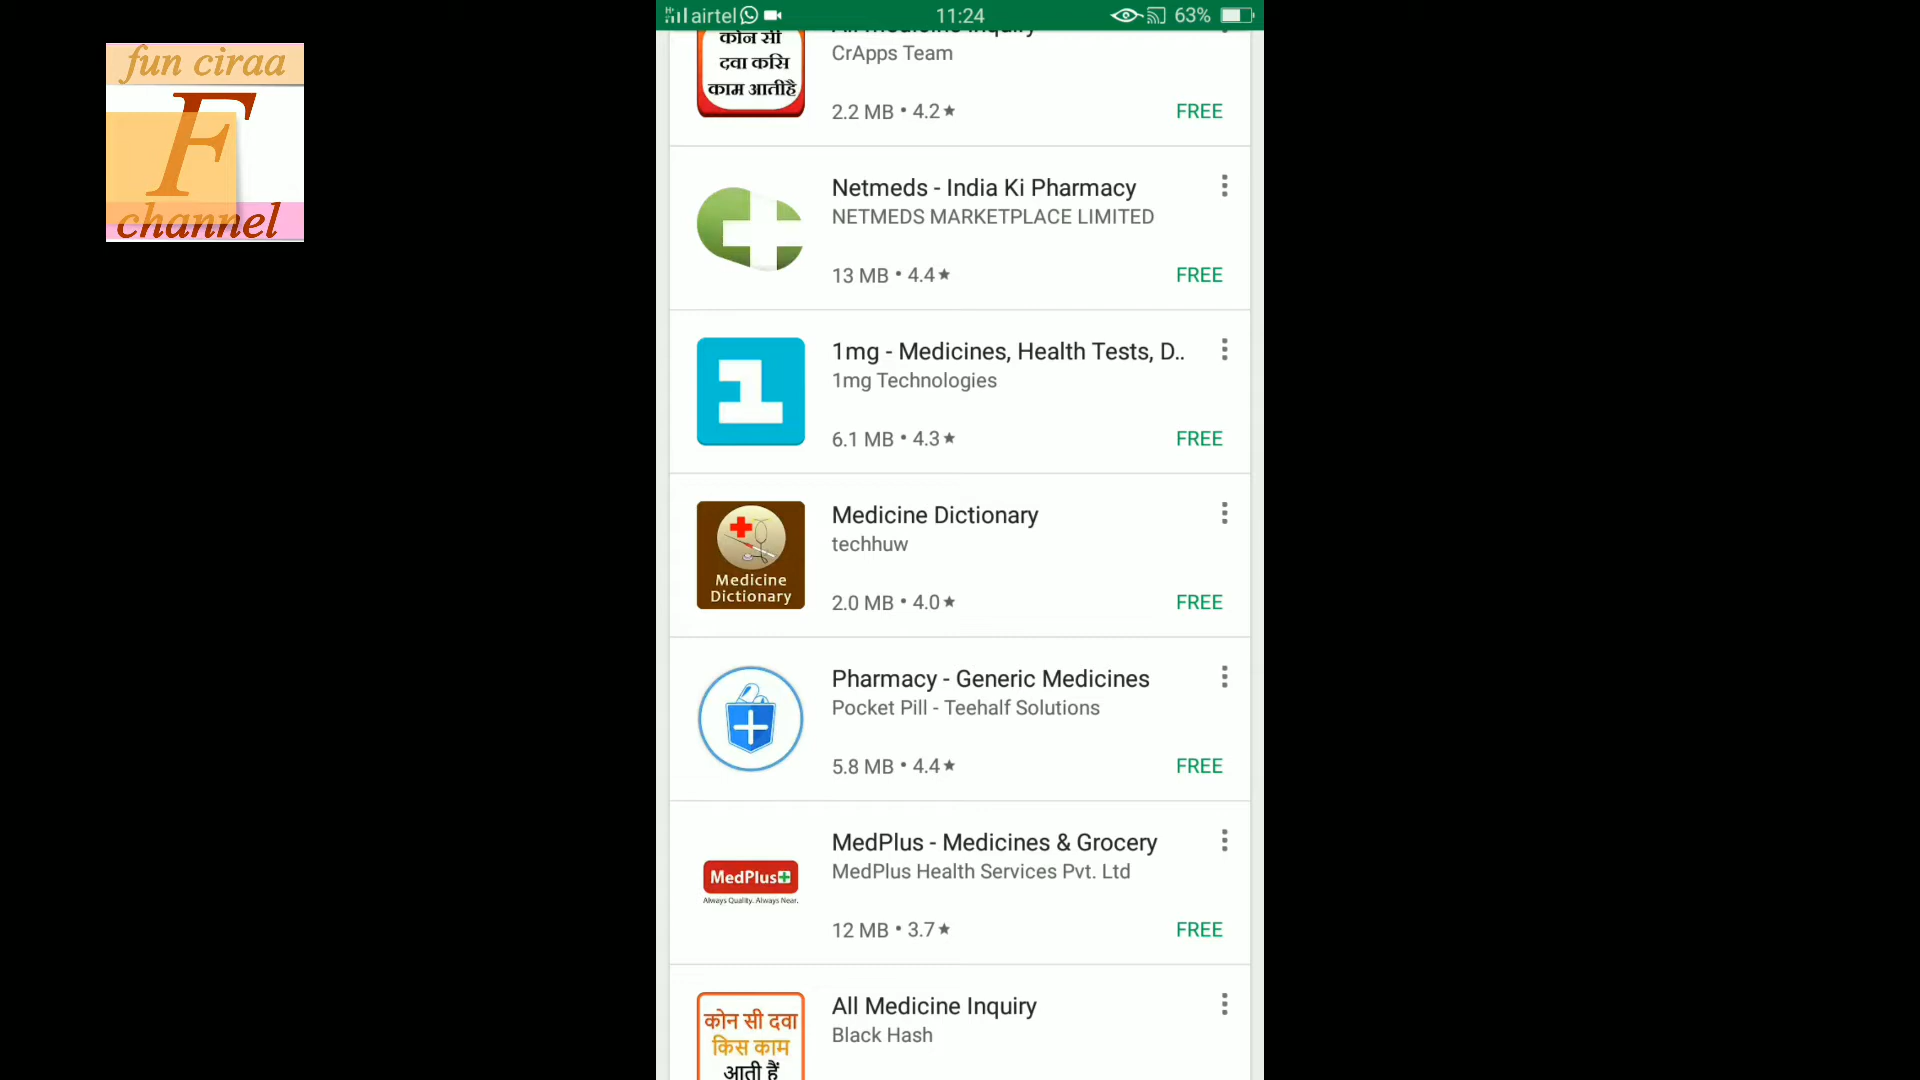 fun ciraa
F
channel
airtel 11:24 63%
All Medicine Inquiry
CrApps Team
कोन सी
दवा कसि
काम आतीहै
2.2 MB • 4.2★ FREE
Netmeds - India Ki Pharmacy
NETMEDS MARKETPLACE LIMITED
13 MB • 4.4★ FREE
1
1mg - Medicines, Health Tests, D..
1mg Technologies
6.1 MB • 4.3★ FREE
Medicine Dictionary
techhuw
Medicine
Dictionary
2.0 MB • 4.0★ FREE
Pharmacy - Generic Medicines
Pocket Pill - Teehalf Solutions
5.8 MB • 4.4★ FREE
MedPlus - Medicines & Grocery
MedPlus Health Services Pvt. Ltd
MedPlus
Always Quality. Always Near.
12 MB • 3.7★ FREE
All Medicine Inquiry
Black Hash
कोन सी दवा
किस काम
आती हैं